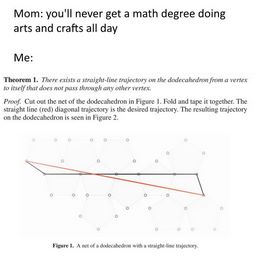 Mom: you'll never get a math degree doing
arts and crafts all day
Me:
Theorem 1. There exists a straight-line trajectory on the dodecahedron from a vertex
to itself that does not pass through any other vertex.
Proof. Cut out the net of the dodecahedron in Figure 1. Fold and tape it together. The
straight line (red) diagonal trajectory is the desired trajectory. The resulting trajectory
on the dodecahedron is seen in Figure 2.
Figure 1. A net of a dodecahedron with a straight-line trajectory.